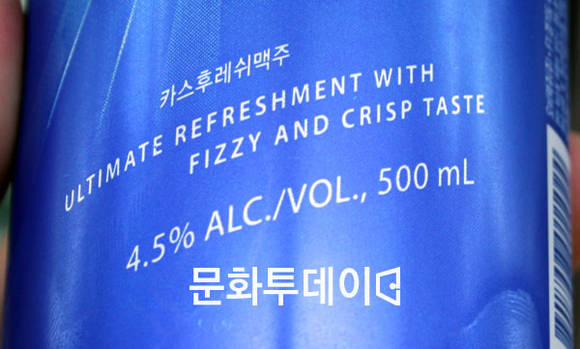 카스후레쉬맥주
ULTIMATE REFRESHMENT WITH
FIZZY AND CRISP TASTE
4.5% ALC./VOL., 500 mL
문화투데이